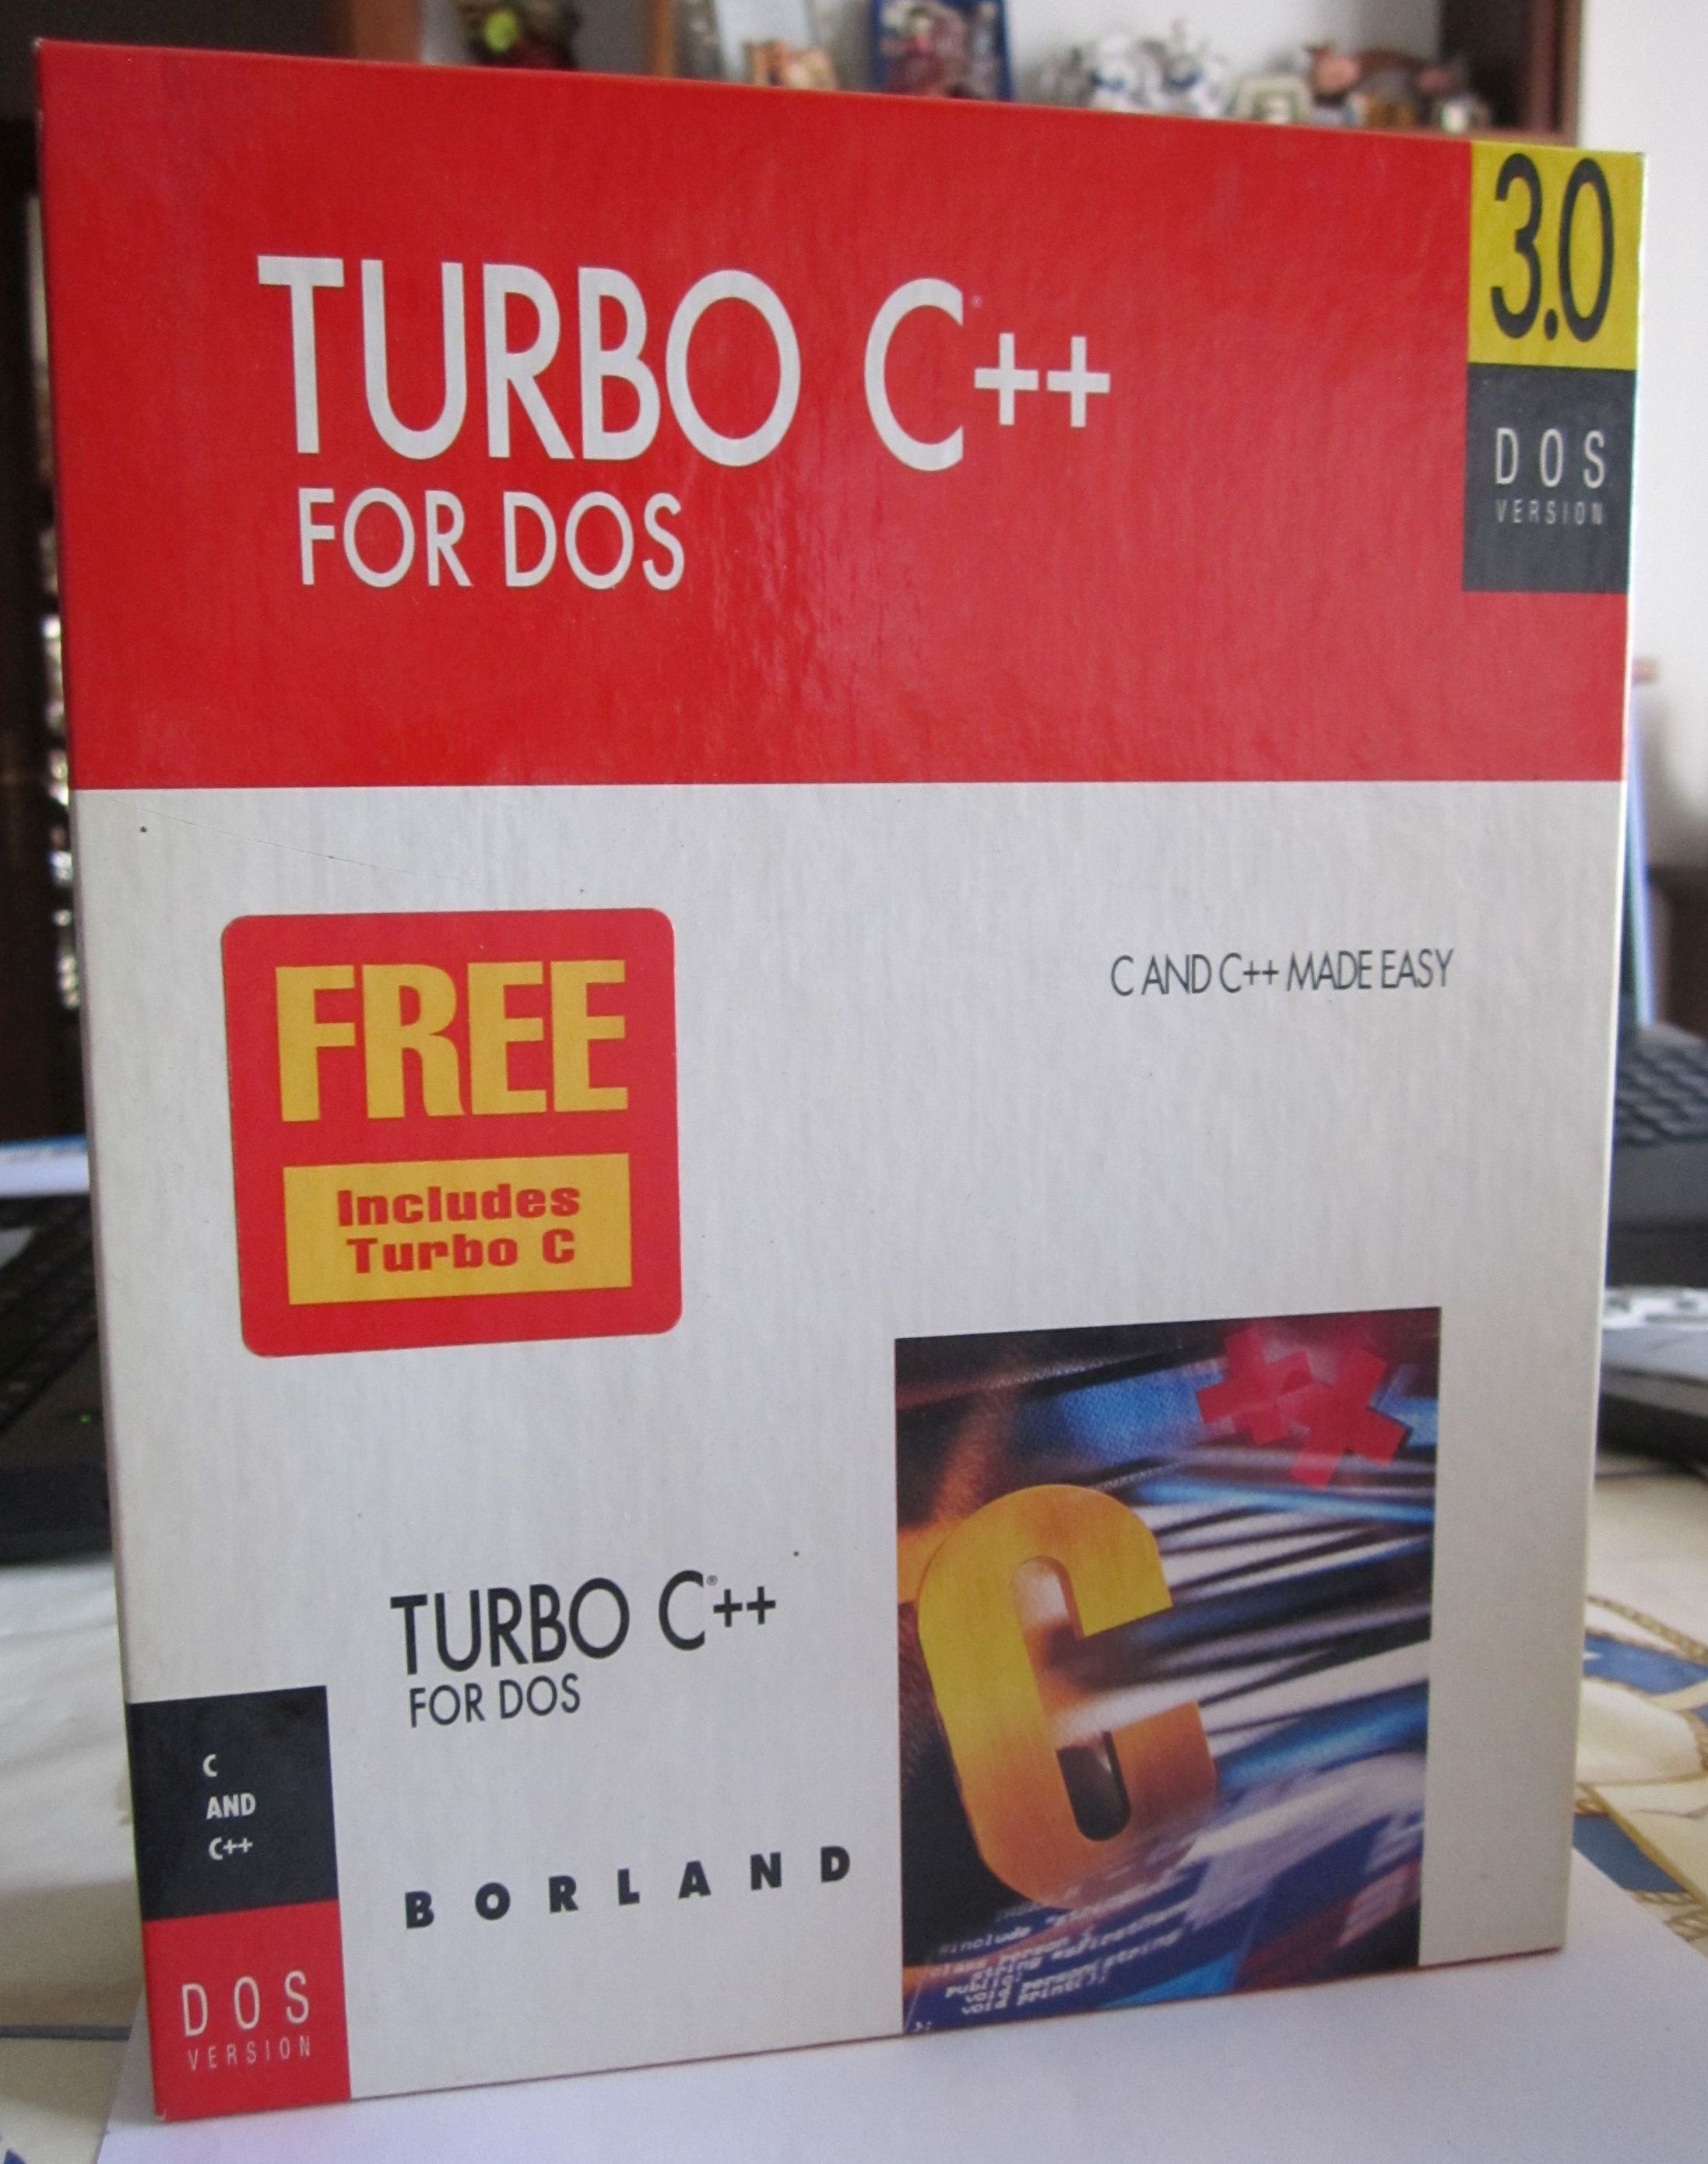 3.0
DOS
VERSION
TURBO C++
FOR DOS
C AND C++ MADE EASY
FREE
Includes
Turbo C
TURBO C®++
FOR DOS
C
AND
C++
BORLAND
DOS
VERSION
#include